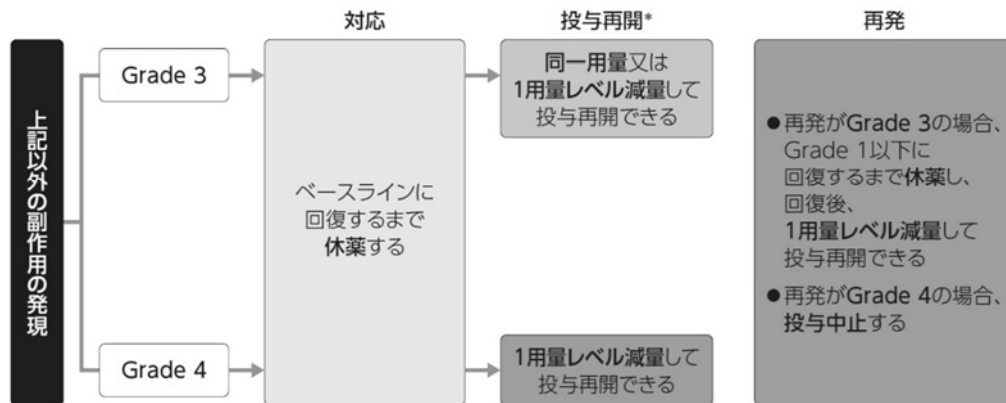 対応
投与再開*
再発
上記以外の副作用の発現
Grade 3
Grade 4
ベースラインに
回復するまで
休薬する
同一用量又は
1用量レベル減量して
投与再開できる
1用量レベル減量して
投与再開できる
●再発がGrade 3の場合、
Grade 1以下に
回復するまで休薬し、
回復後、
1用量レベル減量して
投与再開できる
●再発がGrade 4の場合、
投与中止する